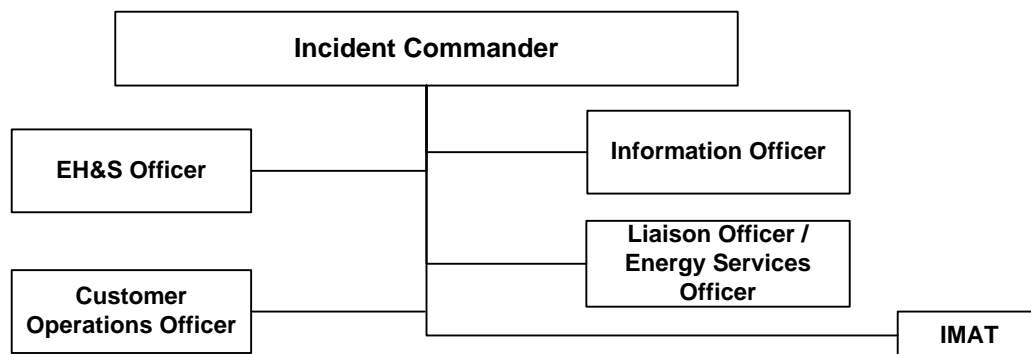 Incident Commander
EH&S Officer
Information Officer
Liaison Officer /
Energy Services
Officer
Customer
Operations Officer
IMAT